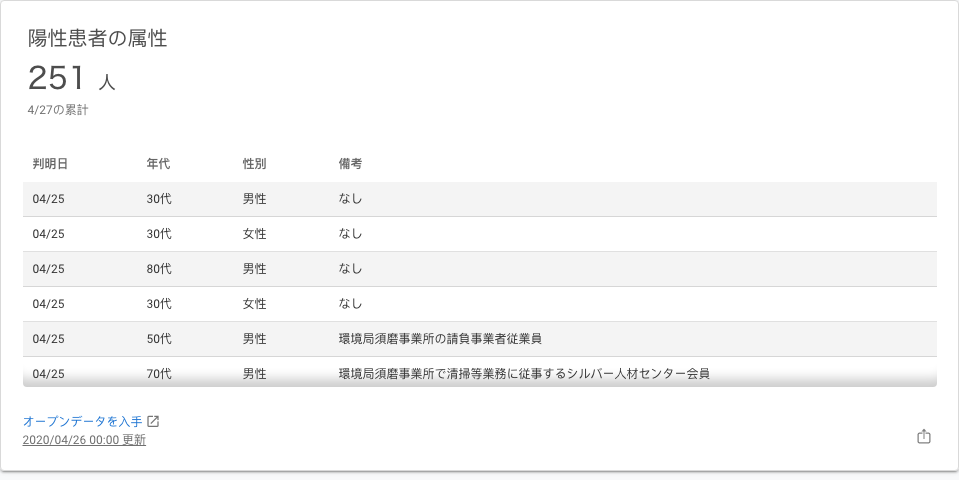 陽性患者の属性
251 人
4/27の累計
判明日 年代 性別 備考
04/25 30代 男性 なし
04/25 30代 女性 なし
04/25 80代 男性 なし
04/25 30代 女性 なし
04/25 50代 男性 環境局須磨事業所の請負事業者従業員
04/25 70代 男性 環境局須磨事業所で清掃等業務に従事するシルバー人材センター会員
オープンデータを入手
2020/04/26 00:00 更新